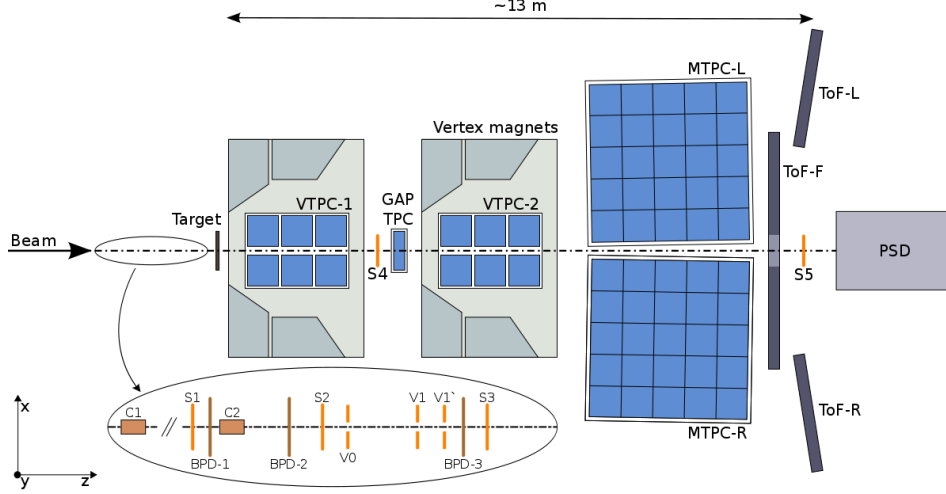 ~13 m
MTPC-L
ToF-L
Vertex magnets
ToF-F
VTPC-1
GAP
TPC
VTPC-2
Target
Beam
S4
S5
PSD
x
y
z
C1
S1
C2
S2
V1
V1`
S3
BPD-1
BPD-2
V0
BPD-3
MTPC-R
ToF-R